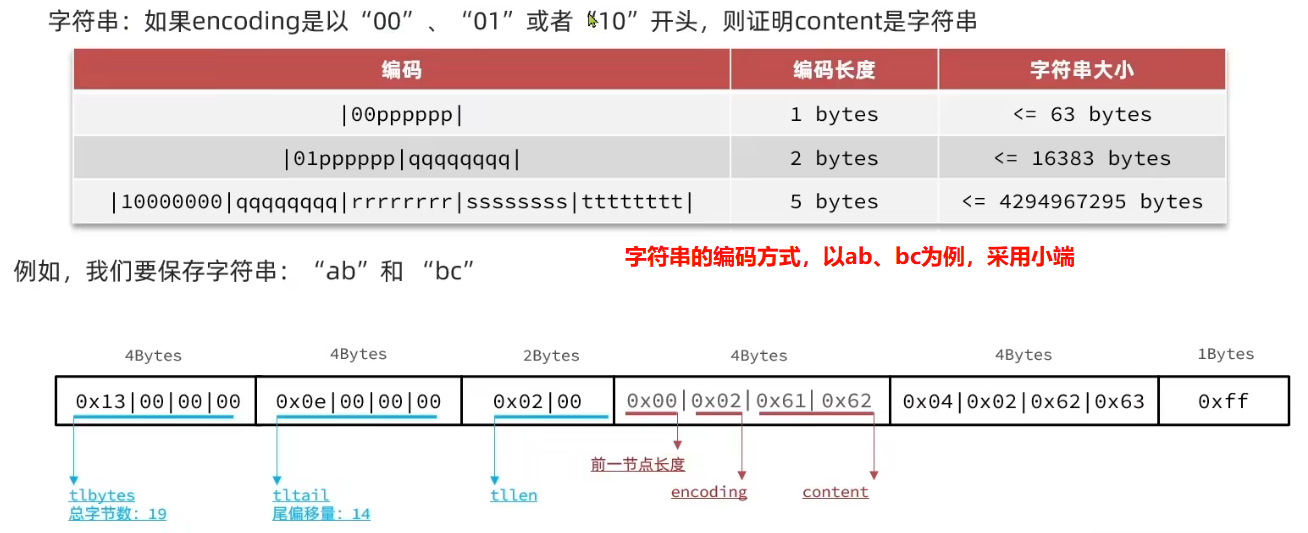 字符串：如果encoding是以“00”、“01”或者“10”开头，则证明content是字符串
编码 编码长度 字符串大小
|00pppppp| 1 bytes <= 63 bytes
|01pppppp|qqqqqqqq| 2 bytes <= 16383 bytes
|10000000|qqqqqqqq|rrrrrrrr|ssssssss|tttttttt| 5 bytes <= 4294967295 bytes
字符串的编码方式，以ab、bc为例，采用小端
例如，我们要保存字符串：“ab”和 “bc”
4Bytes 4Bytes 2Bytes 4Bytes 4Bytes 1Bytes
0x13|00|00|00 0x0e|00|00|00 0x02|00 0x00|0x02|0x61|0x62 0x04|0x02|0x62|0x63 0xff
前一节点长度
tlbytes tltail tllen encoding content
总字节数：19 尾偏移量：14